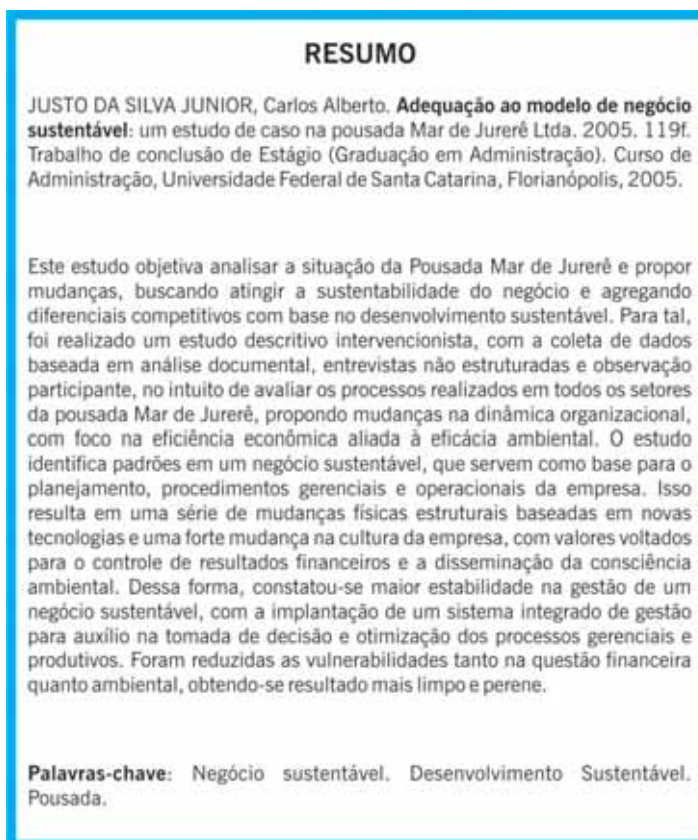 RESUMO
JUSTO DA SILVA JUNIOR, Carlos Alberto. Adequação ao modelo de negócio
sustentável: um estudo de caso na pousada Mar de Jurerê Ltda. 2005. 119f.
Trabalho de conclusão de Estágio (Graduação em Administração). Curso de
Administração, Universidade Federal de Santa Catarina, Florianópolis, 2005.
Este estudo objetiva analisar a situação da Pousada Mar de Jurerê e propor
mudanças, buscando atingir a sustentabilidade do negócio e agregando
diferenciais competitivos com base no desenvolvimento sustentável. Para tal,
foi realizado um estudo descritivo intervencionista, com a coleta de dados
baseada em análise documental, entrevistas não estruturadas e observação
participante, no intuito de avaliar os processos realizados em todos os setores
da pousada Mar de Jurerê, propondo mudanças na dinâmica organizacional,
com foco na eficiência econômica aliada à eficácia ambiental. O estudo
identifica padrões em um negócio sustentável, que servem como base para o
planejamento, procedimentos gerenciais e operacionais da empresa. Isso
resulta em uma série de mudanças físicas estruturais baseadas em novas
tecnologias e uma forte mudança na cultura da empresa, com valores voltados
para o controle de resultados financeiros e a disseminação da consciência
ambiental. Dessa forma, constatou-se maior estabilidade na gestão de um
negócio sustentável, com a implantação de um sistema integrado de gestão
para auxílio na tomada de decisão e otimização dos processos gerenciais e
produtivos. Foram reduzidas as vulnerabilidades tanto na questão financeira
quanto ambiental, obtendo-se resultado mais limpo e perene.
Palavras-chave: Negócio sustentável. Desenvolvimento Sustentável.
Pousada.